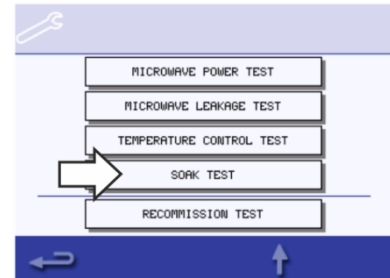 MICROWAVE POWER TEST
MICROWAVE LEAKAGE TEST
TEMPERATURE CONTROL TEST
SOAK TEST
RECOMMISSION TEST